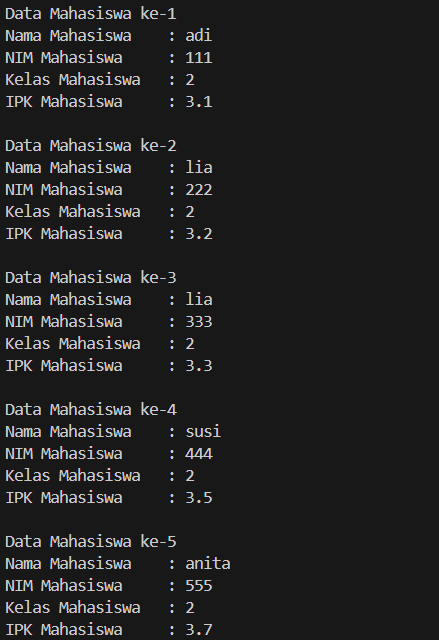 Data Mahasiswa ke-1
Nama Mahasiswa    : adi
NIM Mahasiswa     : 111
Kelas Mahasiswa   : 2
IPK Mahasiswa     : 3.1

Data Mahasiswa ke-2
Nama Mahasiswa    : lia
NIM Mahasiswa     : 222
Kelas Mahasiswa   : 2
IPK Mahasiswa     : 3.2

Data Mahasiswa ke-3
Nama Mahasiswa    : lia
NIM Mahasiswa     : 333
Kelas Mahasiswa   : 2
IPK Mahasiswa     : 3.3

Data Mahasiswa ke-4
Nama Mahasiswa    : susi
NIM Mahasiswa     : 444
Kelas Mahasiswa   : 2
IPK Mahasiswa     : 3.5

Data Mahasiswa ke-5
Nama Mahasiswa    : anita
NIM Mahasiswa     : 555
Kelas Mahasiswa   : 2
IPK Mahasiswa     : 3.7